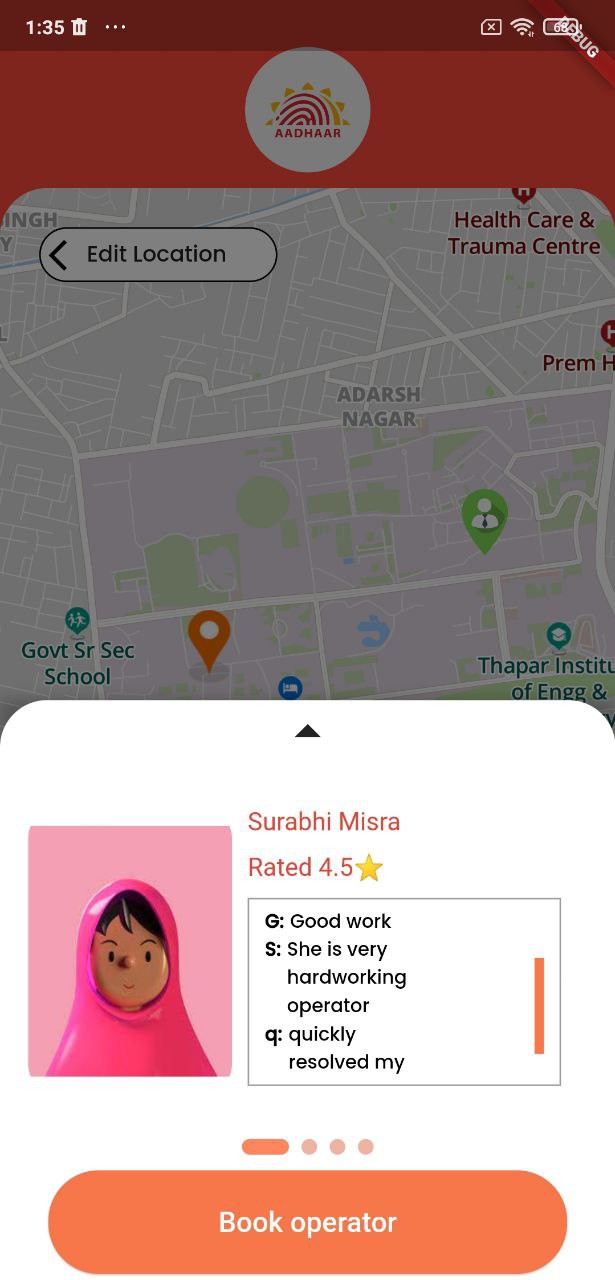 1:35
68
DEBUG
AADHAAR
INGH
Y
Edit Location
Health Care &
Trauma Centre
Prem H
ADARSH
NAGAR
Govt Sr Sec
School
Thapar Institu
of Engg &
Surabhi Misra
Rated 4.5⭐
G: Good work
S: She is very
hardworking
operator
q: quickly
resolved my
Book operator